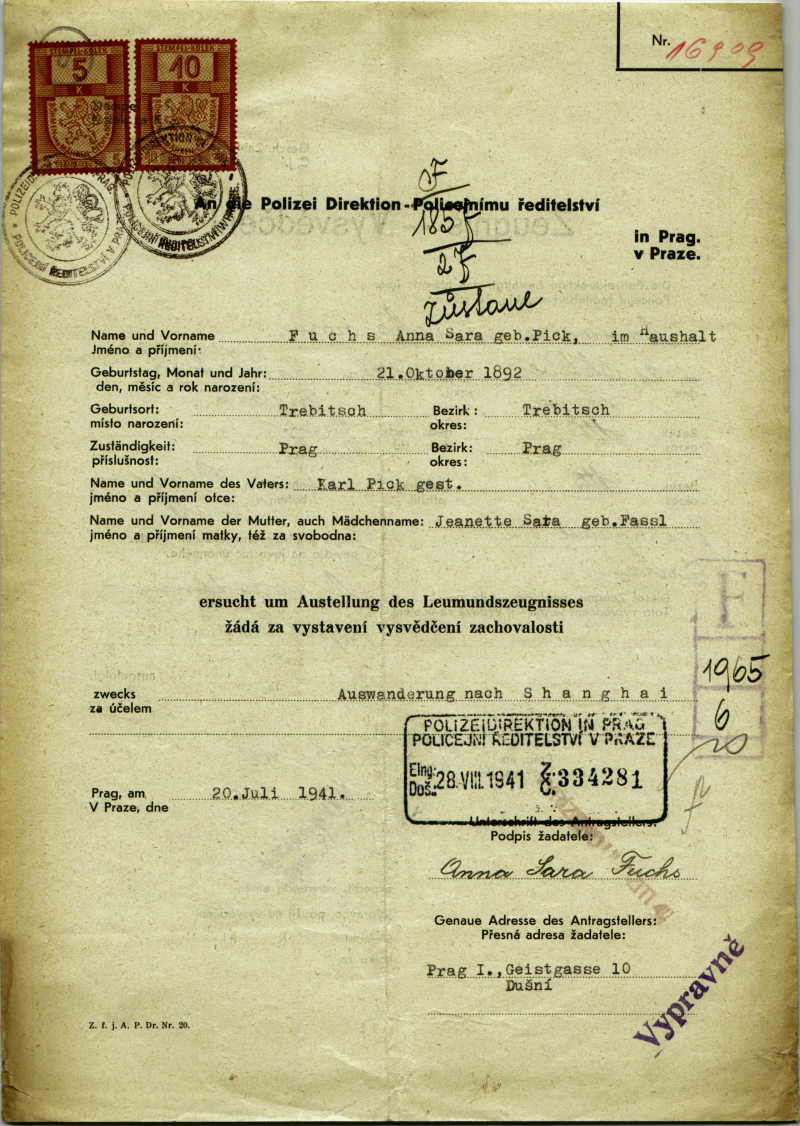 Nr. 16909
STEMPEL-KOLEK
5
K
STEMPEL-KOLEK
10
K
An die Polizei Direktion - Policejnímu ředitelství
in Prag.
v Praze.
zůstane
Name und Vorname Fuchs Anna Sara geb.Pick, im Haushalt
Jméno a příjmení:
Geburtstag, Monat und Jahr: 21.Oktober 1892
den, měsíc a rok narození:
Geburtsort: Trebitsch Bezirk: Trebitsch
místo narození: okres:
Zuständigkeit: Prag Bezirk: Prag
příslušnost: okres:
Name und Vorname des Vaters: Karl Pick gest.
jméno a příjmení otce:
Name und Vorname der Mutter, auch Mädchenname: Jeanette Sara geb.Fassl
jméno a příjmení matky, též za svobodna:
ersucht um Austellung des Leumundszeugnisses
žádá za vystavení vysvědčení zachovalosti
F
1965
6
zwecks Auswanderung nach Shanghai
za účelem
POLIZEIDIREKTION IN PRAG
POLICEJNÍ ŘEDITELSTVÍ V PRAZE
Eing: 28.VIII.1941 Z: 334281
Doš.: Č.
Prag, am 20.Juli 1941.
V Praze, dne
Unterschrift des Antragstellers:
Podpis žadatele:
Anna Sara Fuchs
Genaue Adresse des Antragstellers:
Přesná adresa žadatele:
Prag I.,Geistgasse 10
Dušní
Vypravně
Z. f. j. A. P. Dr. Nr. 20.